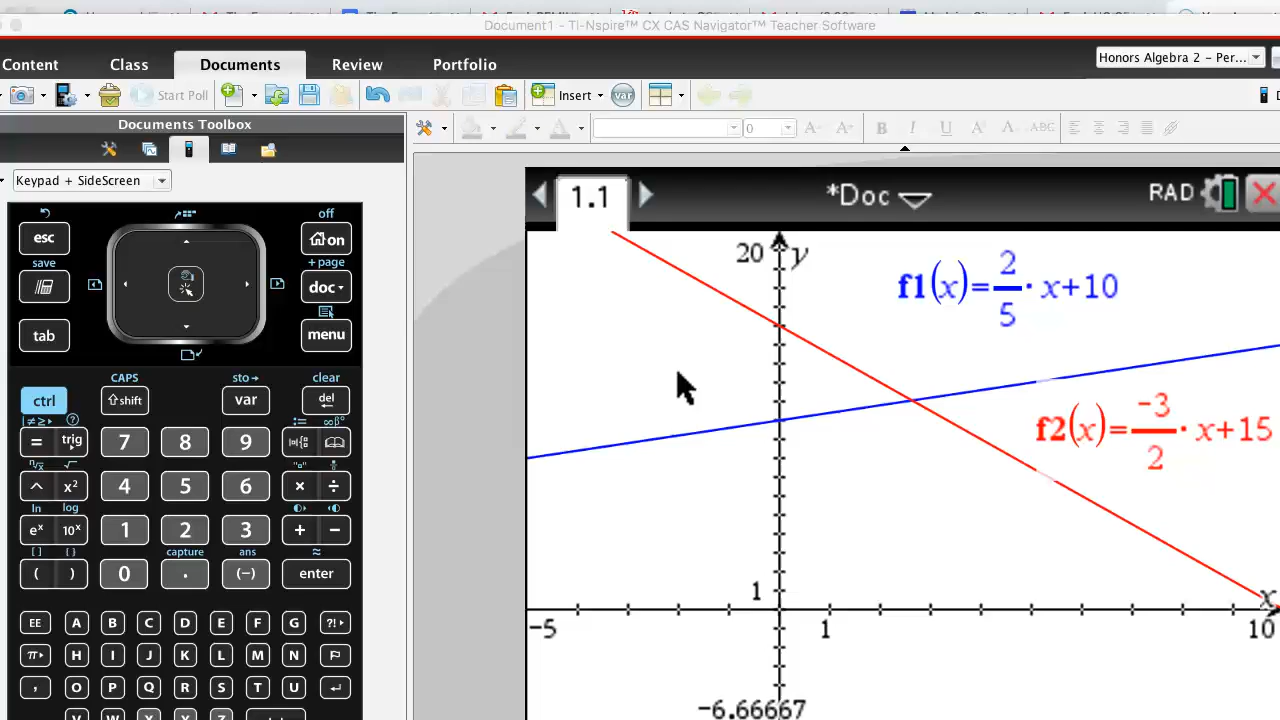 Document1 - TI-Nspire™ CX CAS Navigator™ Teacher Software
Content Class Documents Review Portfolio
Honors Algebra 2 – Per...
Start Poll
Insert
var
Documents Toolbox
0
B I U A A ABC
Keypad + SideScreen
1.1 *Doc RAD
off
esc on
save + page
doc
tab menu
CAPS sto→ clear
ctrl shift var del
= trig 7 8 9
√
^ x² 4 5 6 × ÷
ln log
eˣ 10ˣ 1 2 3 + −
[ ] { } capture ans ≈
( ) 0 . (−) enter
EE A B C D E F G ?!
π H I J K L M N
, O P Q R S T U
20 y
f1(x)=2/5·x+10
f2(x)=-3/2·x+15
1 x
-5 1 10
-6.66667